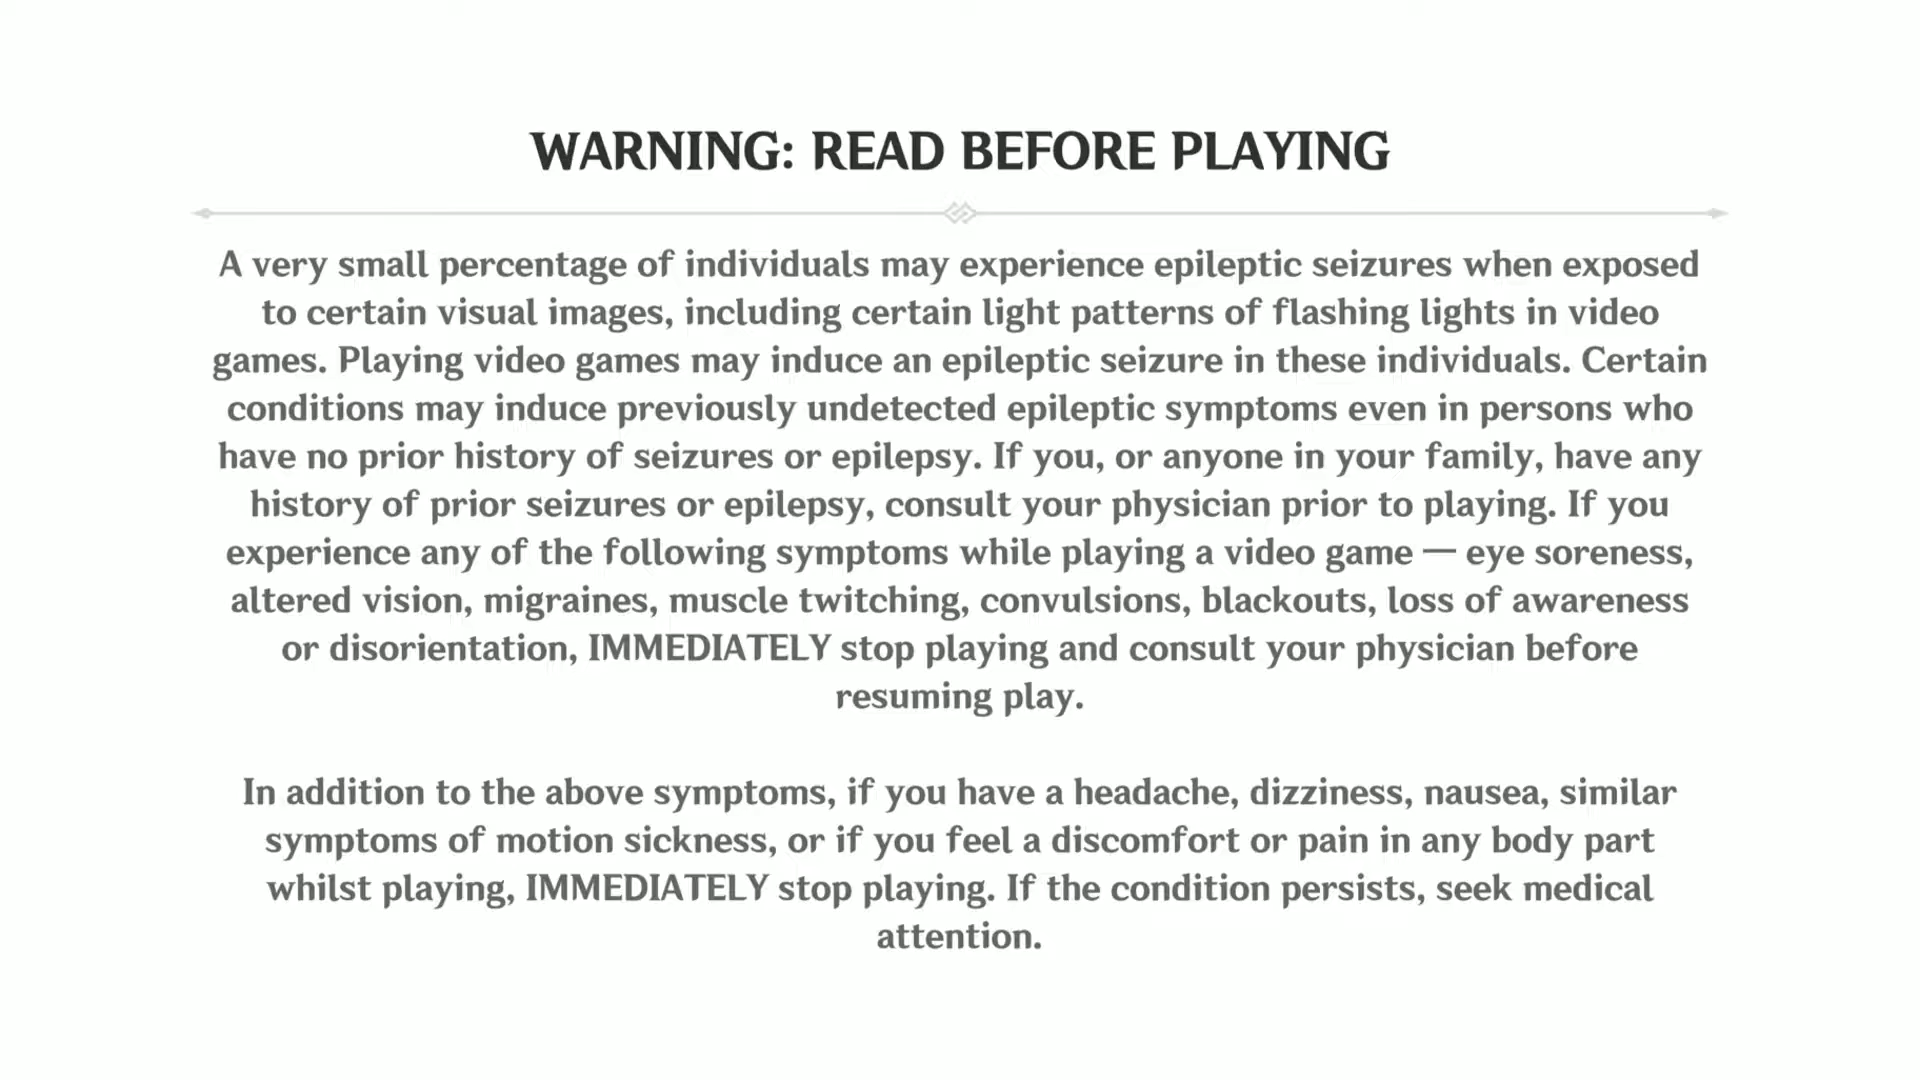 WARNING: READ BEFORE PLAYING
A very small percentage of individuals may experience epileptic seizures when exposed
to certain visual images, including certain light patterns of flashing lights in video
games. Playing video games may induce an epileptic seizure in these individuals. Certain
conditions may induce previously undetected epileptic symptoms even in persons who
have no prior history of seizures or epilepsy. If you, or anyone in your family, have any
history of prior seizures or epilepsy, consult your physician prior to playing. If you
experience any of the following symptoms while playing a video game — eye soreness,
altered vision, migraines, muscle twitching, convulsions, blackouts, loss of awareness
or disorientation, IMMEDIATELY stop playing and consult your physician before
resuming play.
In addition to the above symptoms, if you have a headache, dizziness, nausea, similar
symptoms of motion sickness, or if you feel a discomfort or pain in any body part
whilst playing, IMMEDIATELY stop playing. If the condition persists, seek medical
attention.